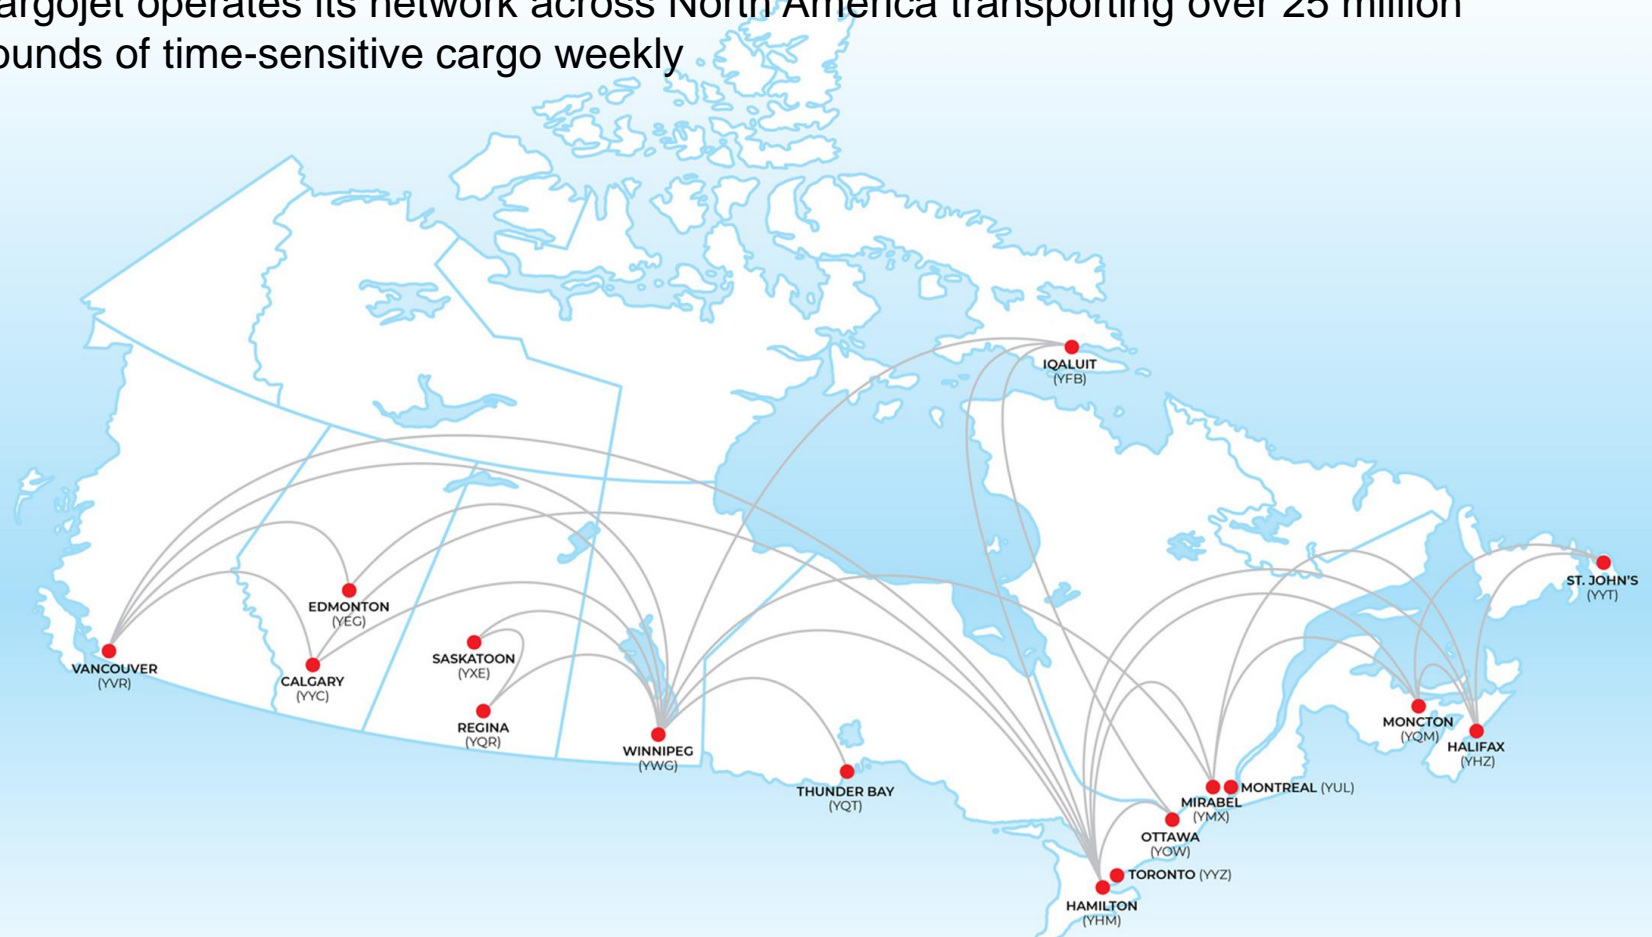 argojet operates its network across North America transporting over 25 million
ounds of time-sensitive cargo weekly
IQALUIT
(YFB)
ST. JOHN'S
(YYT)
EDMONTON
(YEG)
VANCOUVER
(YVR)
CALGARY
(YYC)
SASKATOON
(YXE)
REGINA
(YQR)
WINNIPEG
(YWG)
THUNDER BAY
(YQT)
MONCTON
(YQM)
HALIFAX
(YHZ)
MONTREAL (YUL)
MIRABEL
(YMX)
OTTAWA
(YOW)
TORONTO (YYZ)
HAMILTON
(YHM)